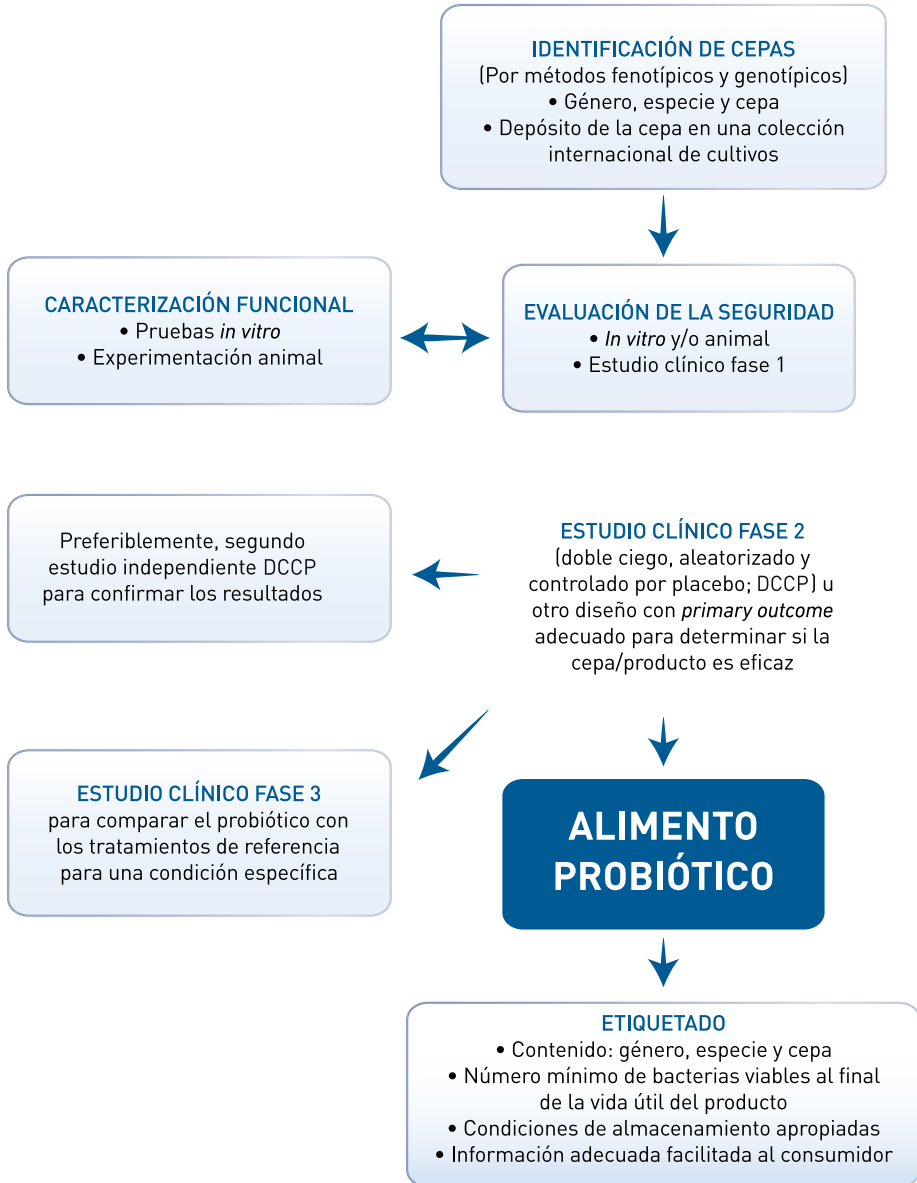 IDENTIFICACIÓN DE CEPAS
(Por métodos fenotípicos y genotípicos)
• Género, especie y cepa
• Depósito de la cepa en una colección
internacional de cultivos
CARACTERIZACIÓN FUNCIONAL
• Pruebas in vitro
• Experimentación animal
EVALUACIÓN DE LA SEGURIDAD
• In vitro y/o animal
• Estudio clínico fase 1
Preferiblemente, segundo
estudio independiente DCCP
para confirmar los resultados
ESTUDIO CLÍNICO FASE 2
(doble ciego, aleatorizado y
controlado por placebo; DCCP) u
otro diseño con primary outcome
adecuado para determinar si la
cepa/producto es eficaz
ESTUDIO CLÍNICO FASE 3
para comparar el probiótico con
los tratamientos de referencia
para una condición específica
ALIMENTO
PROBIÓTICO
ETIQUETADO
• Contenido: género, especie y cepa
• Número mínimo de bacterias viables al final
de la vida útil del producto
• Condiciones de almacenamiento apropiadas
• Información adecuada facilitada al consumidor